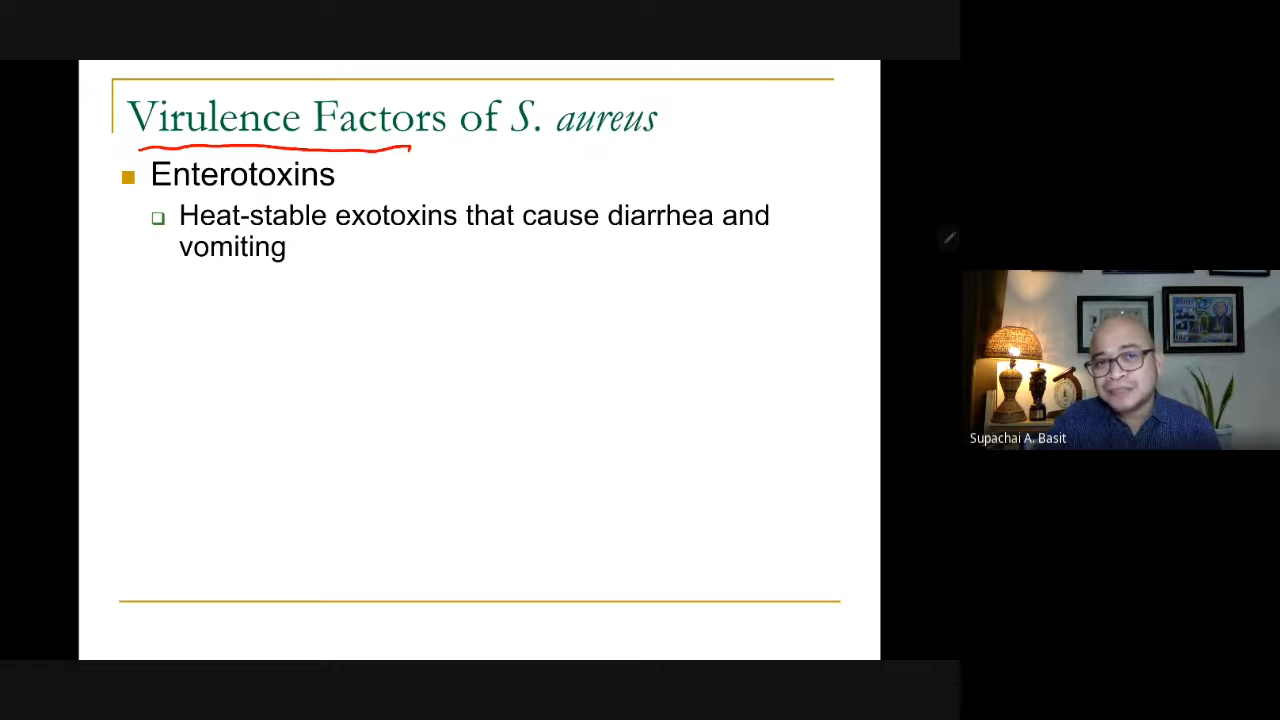 Virulence Factors of S. aureus
Enterotoxins
Heat-stable exotoxins that cause diarrhea and
vomiting
Supachai A. Basit